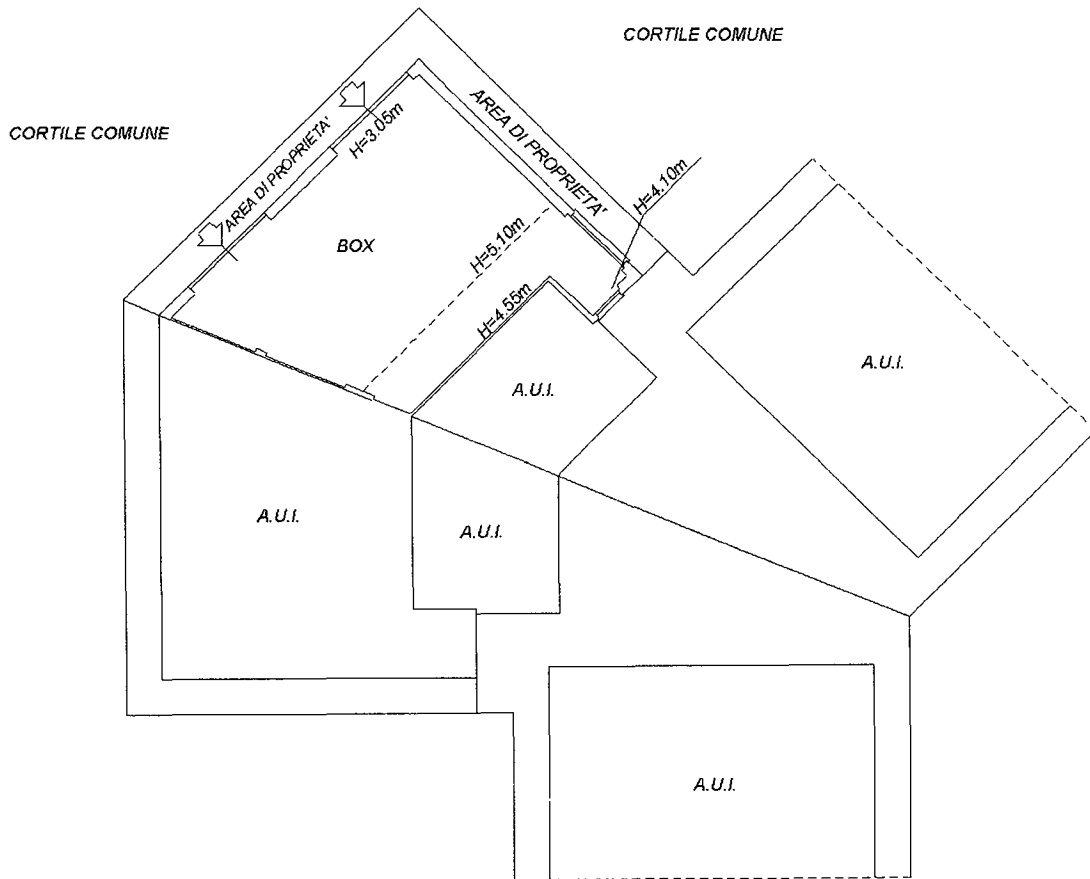 CORTILE COMUNE
CORTILE COMUNE
AREA DI PROPRIETA'
AREA DI PROPRIETA'
H=3.05m
H=4.10m
BOX
H=5.10m
H=4.55m
A.U.I.
A.U.I.
A.U.I.
A.U.I.
A.U.I.